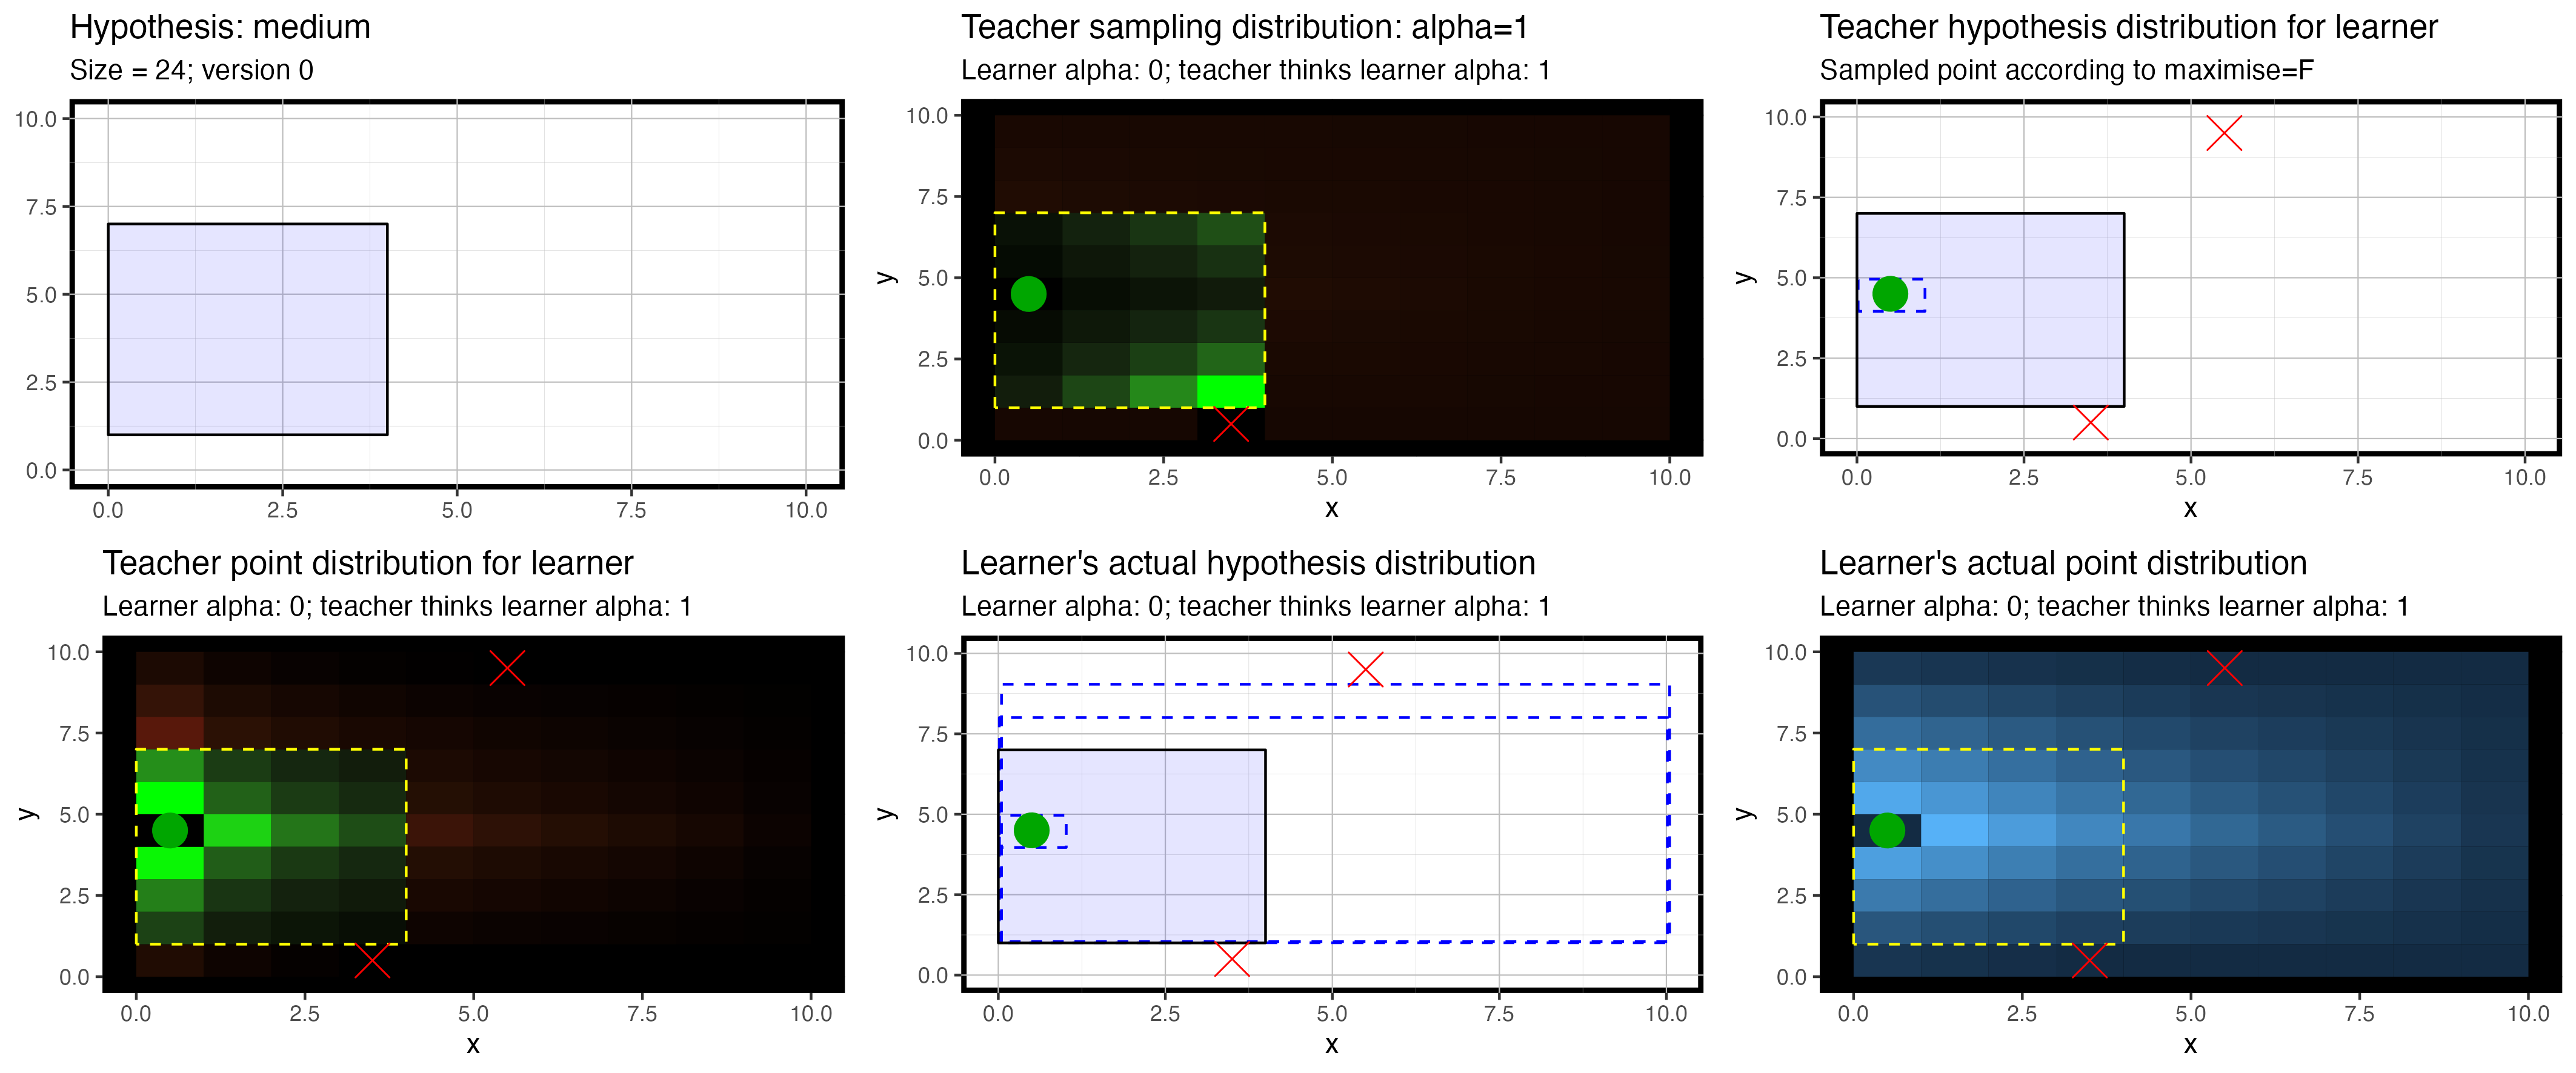 Hypothesis: medium
Size = 24; version 0
10.0
7.5
5.0
2.5
0.0
0.0 2.5 5.0 7.5 10.0
Teacher sampling distribution: alpha=1
Learner alpha: 0; teacher thinks learner alpha: 1
y
10.0
7.5
5.0
2.5
0.0
0.0 2.5 5.0 7.5 10.0
x
Teacher hypothesis distribution for learner
Sampled point according to maximise=F
y
10.0
7.5
5.0
2.5
0.0
0.0 2.5 5.0 7.5 10.0
x
Teacher point distribution for learner
Learner alpha: 0; teacher thinks learner alpha: 1
y
10.0
7.5
5.0
2.5
0.0
0.0 2.5 5.0 7.5 10.0
x
Learner's actual hypothesis distribution
Learner alpha: 0; teacher thinks learner alpha: 1
y
10.0
7.5
5.0
2.5
0.0
0.0 2.5 5.0 7.5 10.0
x
Learner's actual point distribution
Learner alpha: 0; teacher thinks learner alpha: 1
y
10.0
7.5
5.0
2.5
0.0
0.0 2.5 5.0 7.5 10.0
x